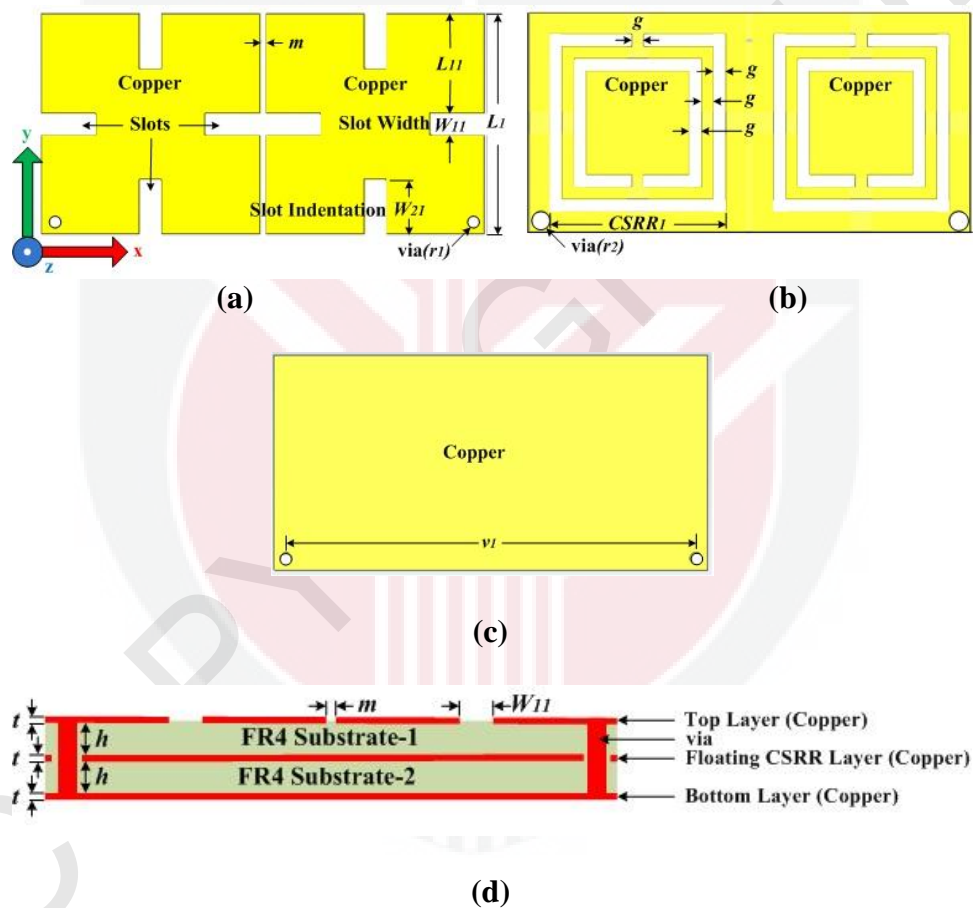 m
L11
Copper
Copper
Slots
Slot Width
W11
L1
y
Slot Indentation
W21
z
x
via(r1)
(a)
g
Copper
Copper
g
g
g
CSRR1
via(r2)
(b)
Copper
v1
(c)
t
m
W11
Top Layer (Copper)
h
FR4 Substrate-1
via
t
Floating CSRR Layer (Copper)
h
FR4 Substrate-2
t
Bottom Layer (Copper)
(d)